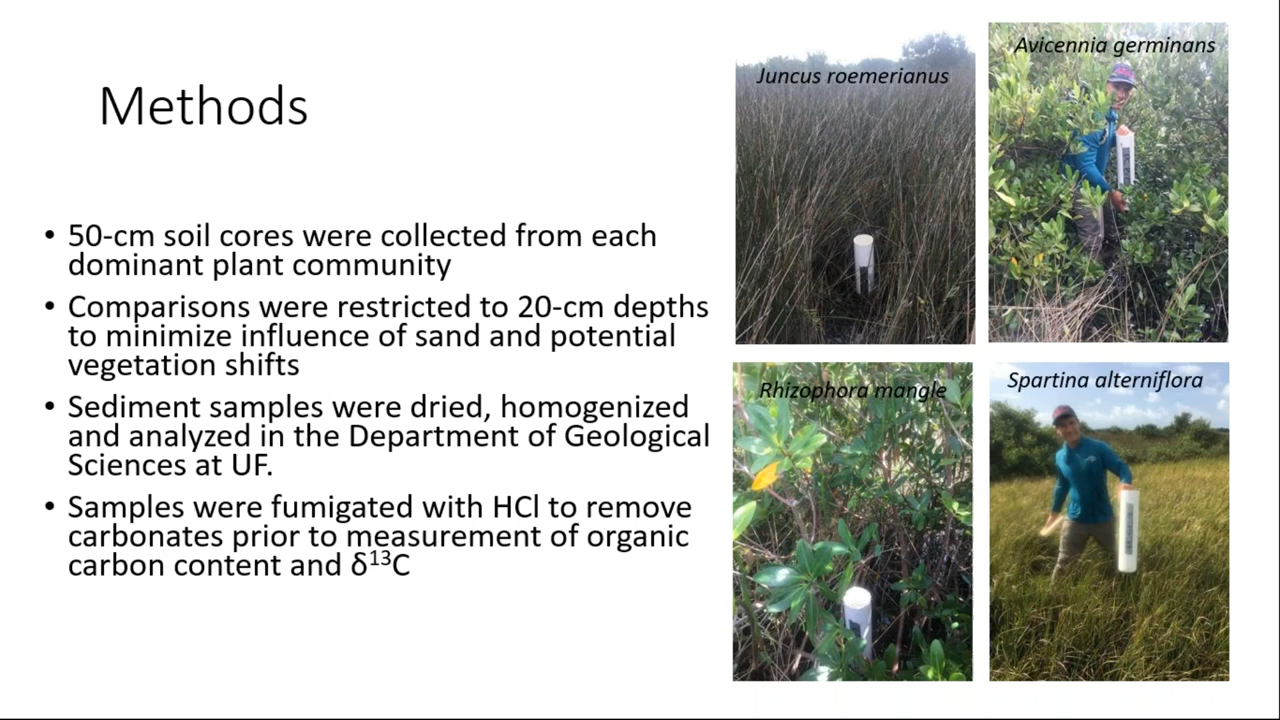 Methods
• 50-cm soil cores were collected from each
dominant plant community
• Comparisons were restricted to 20-cm depths
to minimize influence of sand and potential
vegetation shifts
• Sediment samples were dried, homogenized
and analyzed in the Department of Geological
Sciences at UF.
• Samples were fumigated with HCl to remove
carbonates prior to measurement of organic
carbon content and δ¹³C
Juncus roemerianus
Avicennia germinans
Rhizophora mangle
Spartina alterniflora